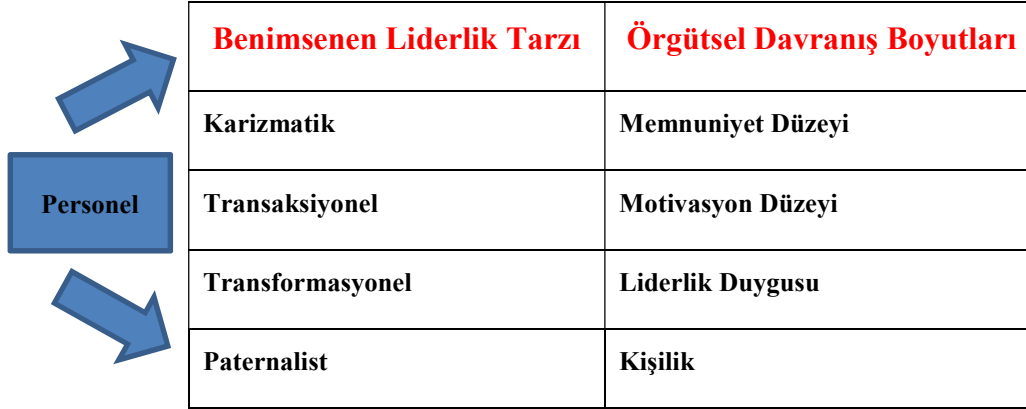 Benimsenen Liderlik Tarzı
Örgütsel Davranış Boyutları
Karizmatik
Memnuniyet Düzeyi
Personel
Transaksiyonel
Motivasyon Düzeyi
Transformasyonel
Liderlik Duygusu
Paternalist
Kişilik